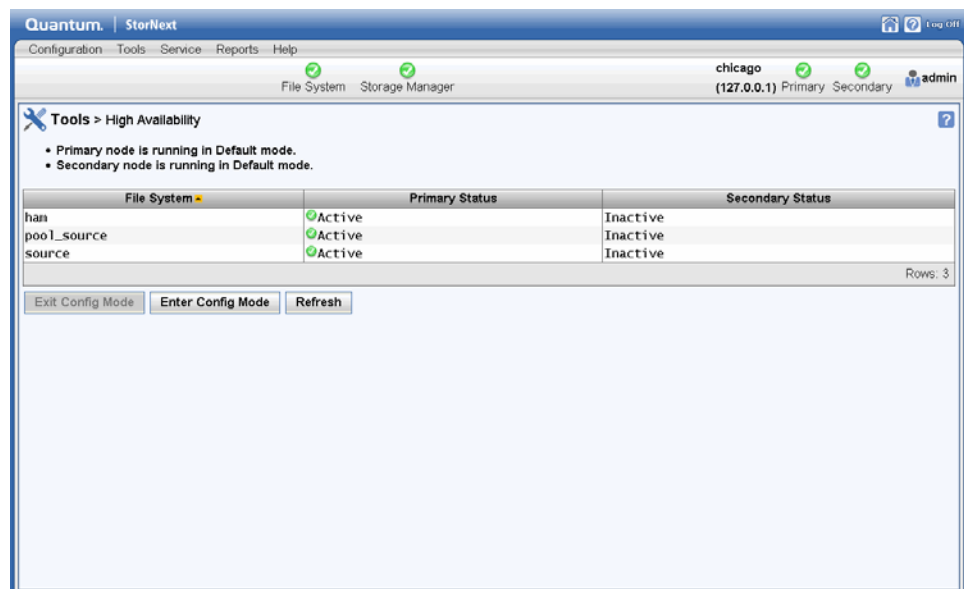 Quantum. | StorNext
Log Off
Configuration Tools Service Reports Help
File System Storage Manager
chicago
(127.0.0.1) Primary Secondary
admin
Tools > High Availability
?
• Primary node is running in Default mode.
• Secondary node is running in Default mode.
File System Primary Status Secondary Status
ham Active Inactive
pool_source Active Inactive
source Active Inactive
Rows: 3
Exit Config Mode Enter Config Mode Refresh